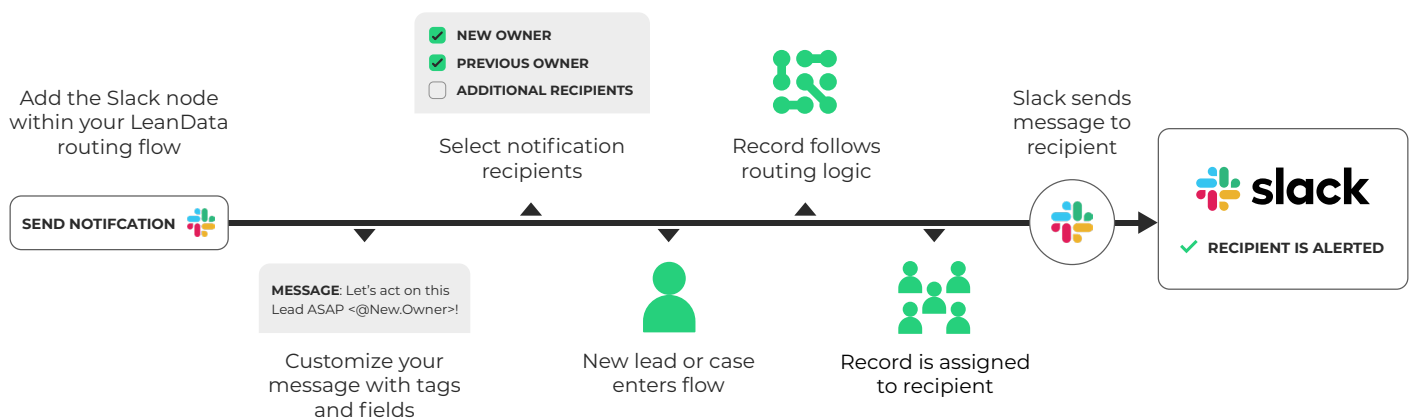 Add the Slack node
within your LeanData
routing flow
SEND NOTIFCATION
MESSAGE: Let's act on this
Lead ASAP <@New.Owner>!
Customize your
message with tags
and fields
NEW OWNER
PREVIOUS OWNER
ADDITIONAL RECIPIENTS
Select notification
recipients
New lead or case
enters flow
Record follows
routing logic
Record is assigned
to recipient
Slack sends
message to
recipient
slack
RECIPIENT IS ALERTED